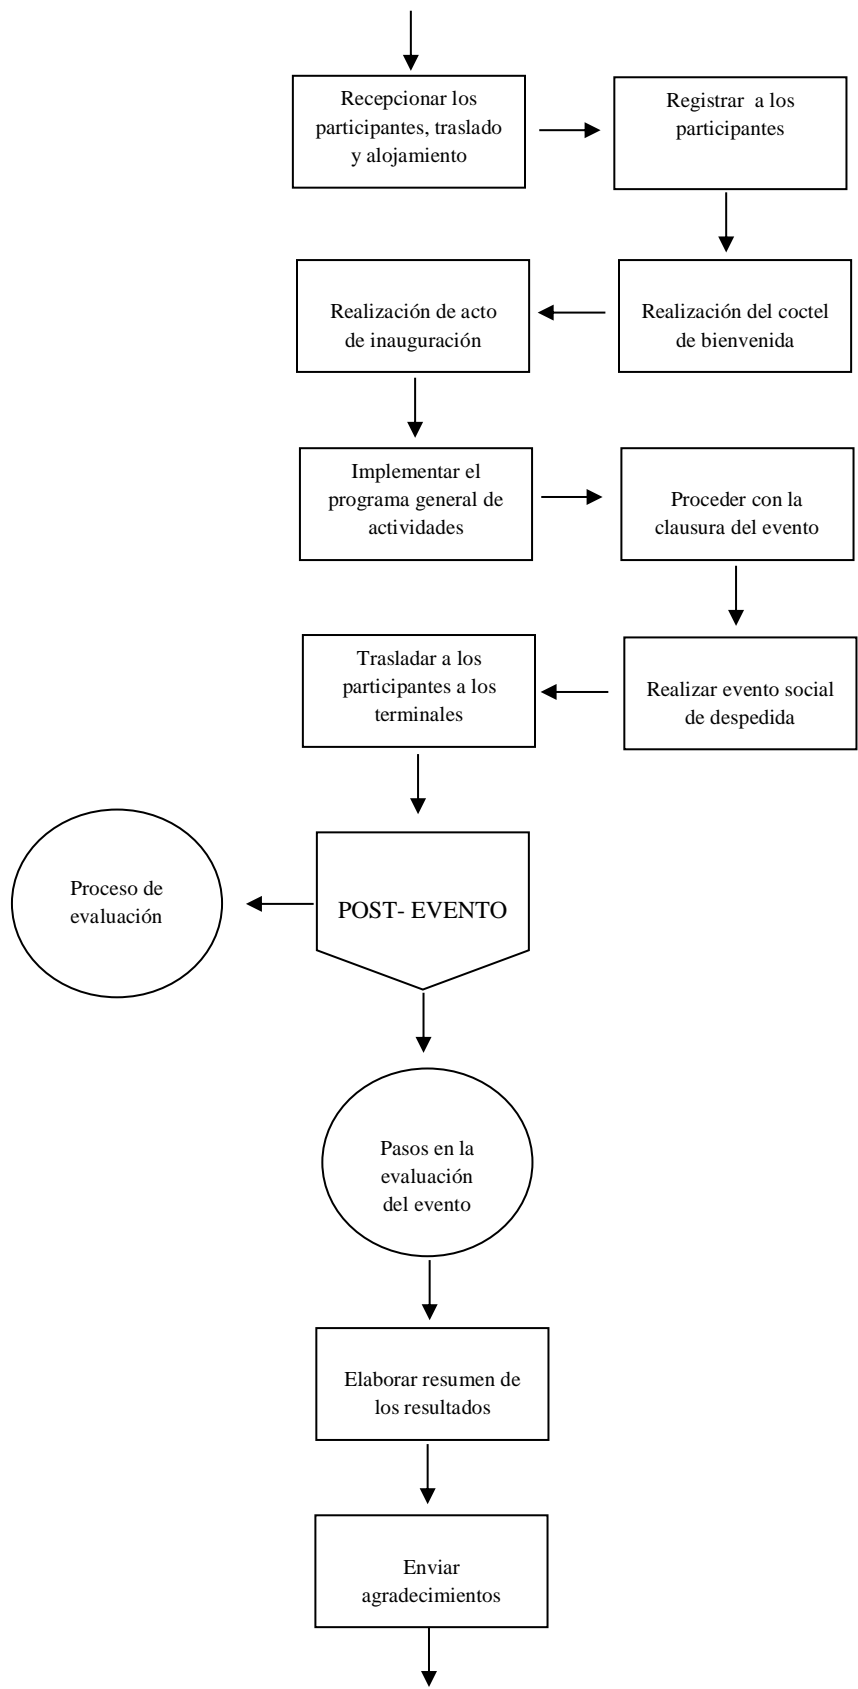 Recepcionar los
participantes, traslado
y alojamiento
Registrar a los
participantes
Realización del coctel
de bienvenida
Realización de acto
de inauguración
Implementar el
programa general de
actividades
Proceder con la
clausura del evento
Realizar evento social
de despedida
Trasladar a los
participantes a los
terminales
POST- EVENTO
Proceso de
evaluación
Pasos en la
evaluación
del evento
Elaborar resumen de
los resultados
Enviar
agradecimientos